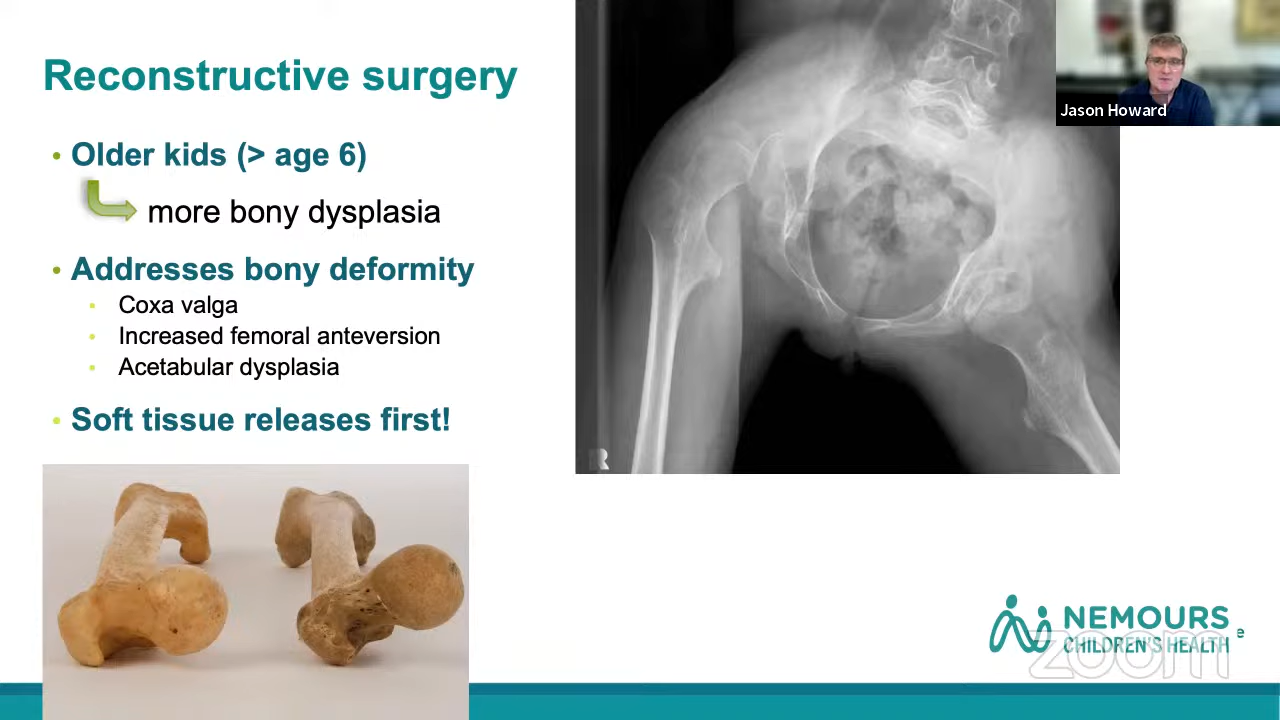 Reconstructive surgery
• Older kids (> age 6)
more bony dysplasia
• Addresses bony deformity
Coxa valga
Increased femoral anteversion
Acetabular dysplasia
• Soft tissue releases first!
R
Jason Howard
NEMOURS
CHILDREN'S HEALTH
e
zoom